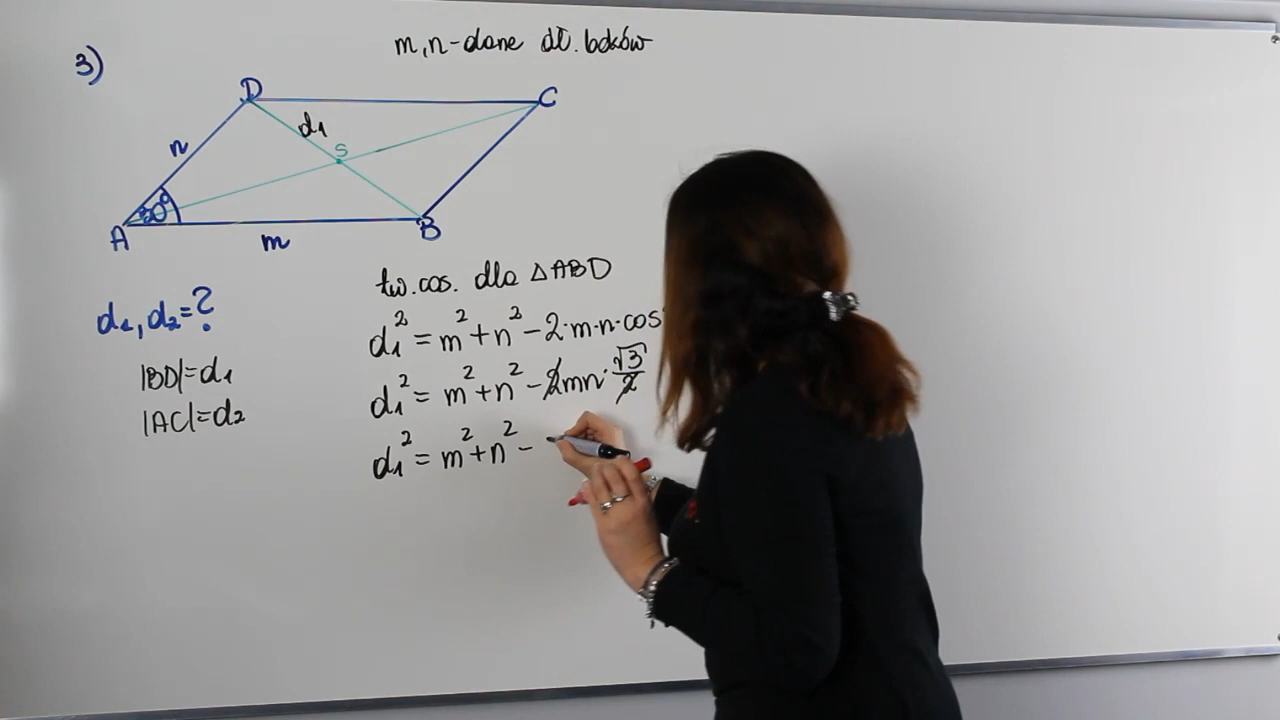 3)
m,n-dane dł. boków
D
C
d₁
n
S
30°
A
B
m
tw. cos. dla △ABD
d₁, d₂ = ?
d₁² = m² + n² - 2·m·n·cos
|BD| = d₁
d₁² = m² + n² - 2mn·√3/2
|AC| = d₂
d₁² = m² + n² -